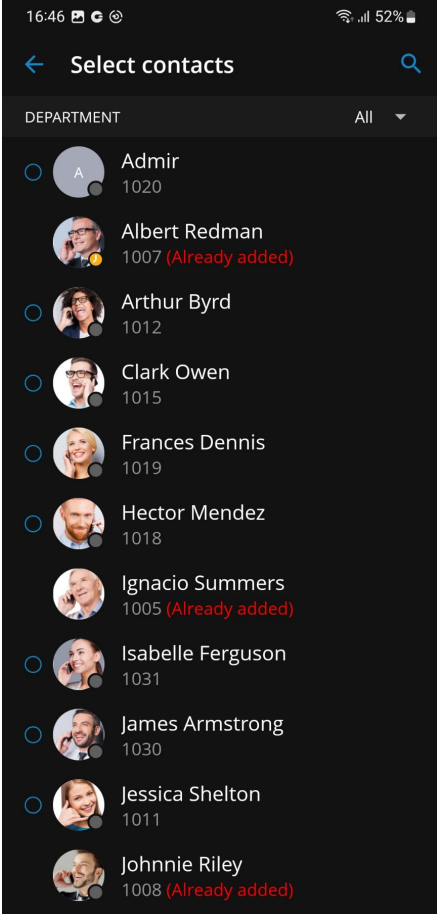 16:46 52%
Select contacts
DEPARTMENT All
A
Admir
1020
Albert Redman
1007 (Already added)
Arthur Byrd
1012
Clark Owen
1015
Frances Dennis
1019
Hector Mendez
1018
Ignacio Summers
1005 (Already added)
Isabelle Ferguson
1031
James Armstrong
1030
Jessica Shelton
1011
Johnnie Riley
1008 (Already added)